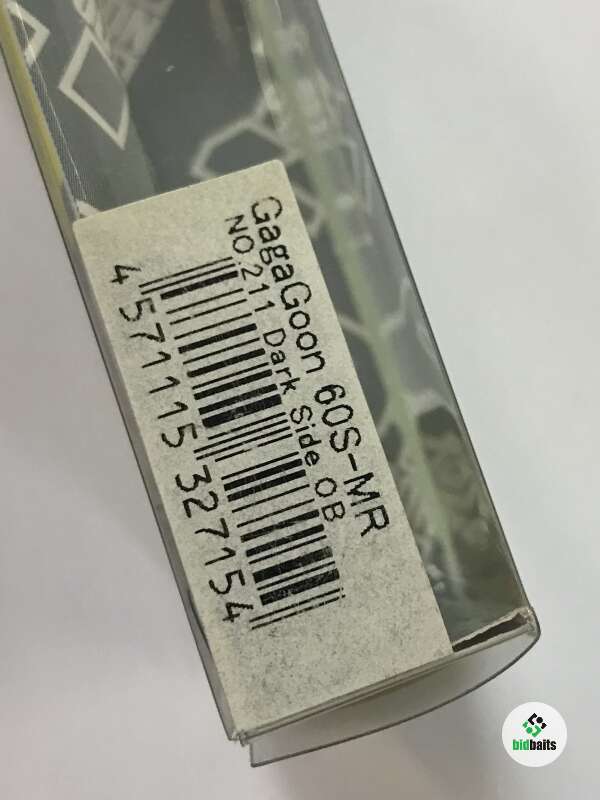 GagaGoon 60S-MR
NO.211 Dark Side OB
4 571115 327154
bidbaits